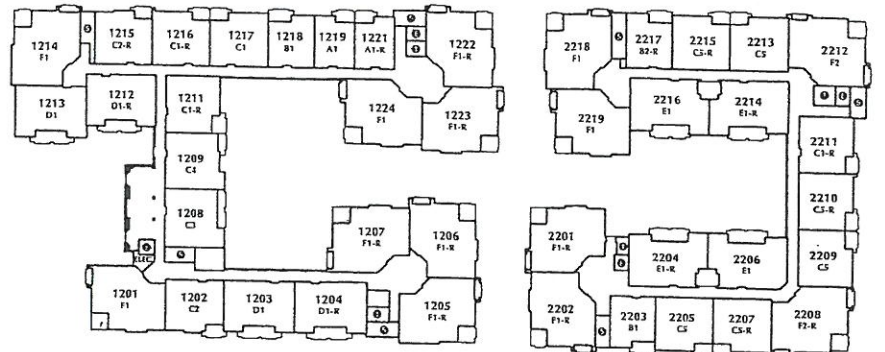 1214
F1
1215
C2-R
1216
C1-R
1217
C1
1218
B1
1219
A1
1221
A1-R
1222
F1-R
1213
D1
1212
D1-R
1211
C1-R
1224
F1
1223
F1-R
1209
C4
1208
1207
F1-R
1206
F1-R
ELEC.
1201
F1
1202
C2
1203
D1
1204
D1-R
1205
F1-R
2218
F1
2217
B2-R
2215
C5-R
2213
C5
2212
F2
2219
F1
2216
E1
2214
E1-R
2211
C1-R
2210
C5-R
2209
C5
2201
F1-R
2204
E1-R
2206
E1
2202
F1-R
2203
B1
2205
C5
2207
C5-R
2208
F2-R